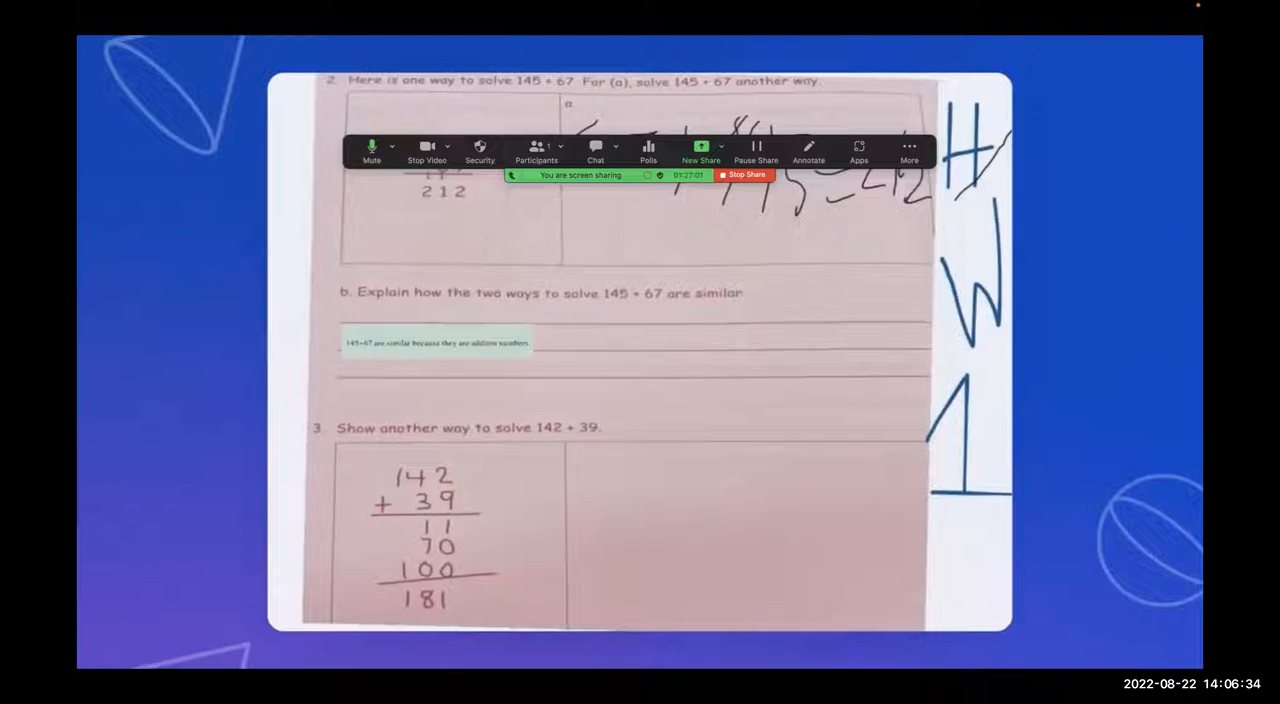 2. Here is one way to solve 145 + 67 For (a), solve 145 + 67 another way.
a
Mute
Stop Video
Security
Participants
1
Chat
Polls
New Share
Pause Share
Annotate
Apps
More
You are screen sharing
01:27:01
Stop Share
212
= 212
H
W
1
b. Explain how the two ways to solve 145 + 67 are similar
145+67 are similar because they are addition numbers.
3. Show another way to solve 142 + 39.
142
+ 39
11
70
100
181
2022-08-22 14:06:34